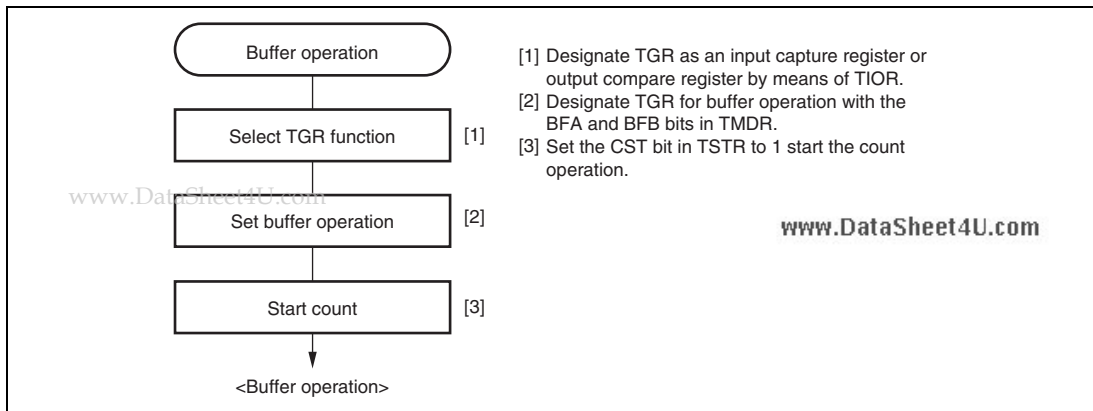 Buffer operation
Select TGR function
[1]
www.DataSheet4U.com
Set buffer operation
[2]
Start count
[3]
<Buffer operation>
[1] Designate TGR as an input capture register or
output compare register by means of TIOR.
[2] Designate TGR for buffer operation with the
BFA and BFB bits in TMDR.
[3] Set the CST bit in TSTR to 1 start the count
operation.
www.DataSheet4U.com